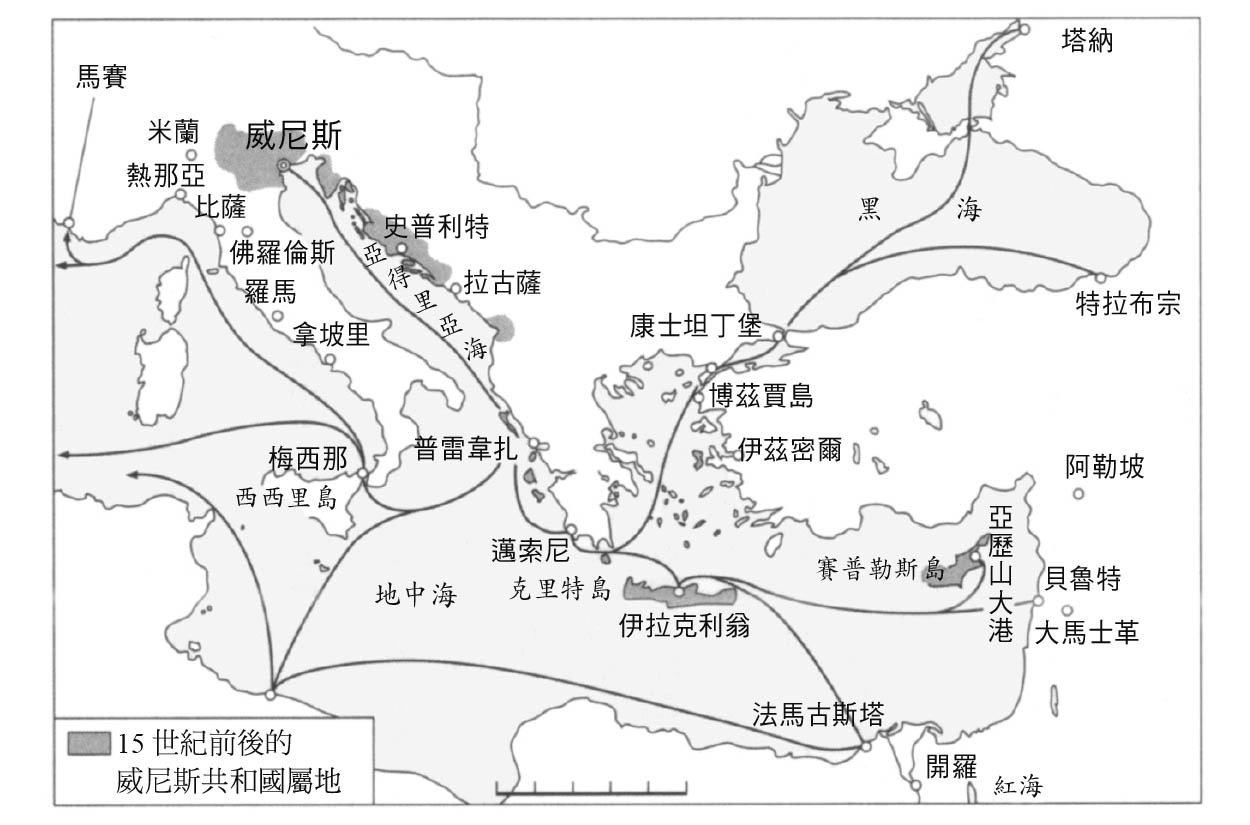 塔納
馬賽
米蘭
威尼斯
熱那亞
比薩
佛羅倫斯
史普利特
黑海
亞得里亞海
拉古薩
羅馬
特拉布宗
拿坡里
康士坦丁堡
博茲賈島
普雷韋扎
伊茲密爾
梅西那
阿勒坡
西西里島
亞歷山大港
邁索尼
賽普勒斯島
貝魯特
克里特島
地中海
伊拉克利翁
大馬士革
法馬古斯塔
開羅
紅海
15世紀前後的
威尼斯共和國屬地